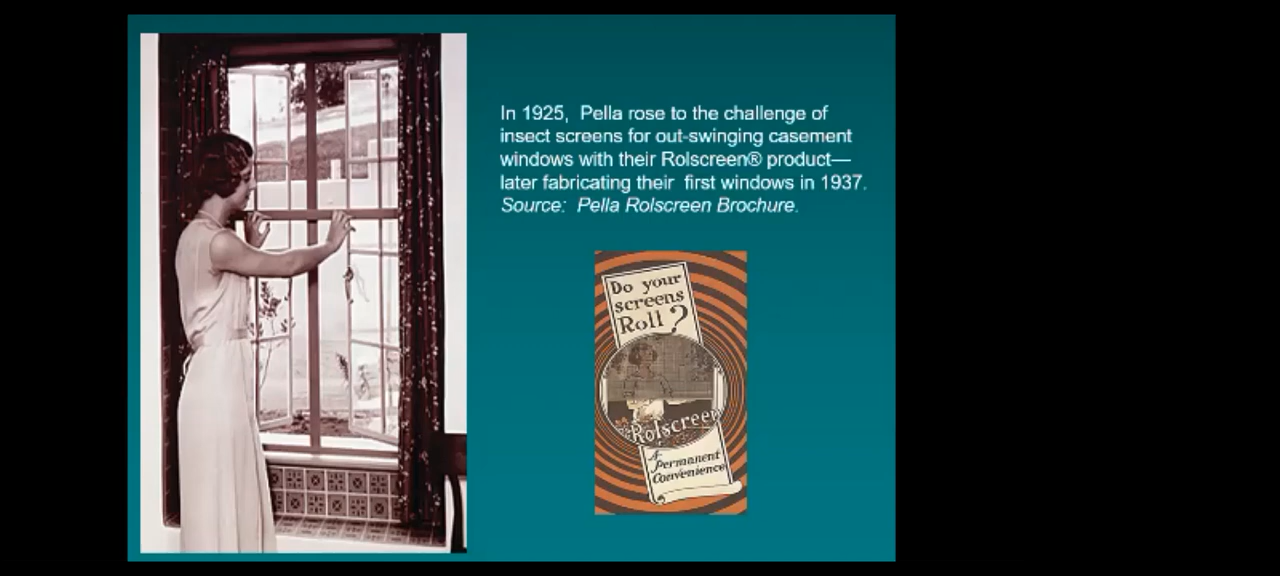 In 1925,  Pella rose to the challenge of
insect screens for out-swinging casement
windows with their Rolscreen® product—
later fabricating their  first windows in 1937.
Source:  Pella Rolscreen Brochure.
Do your
screens
Roll?
Rolscreen
A
Permanent
Convenience